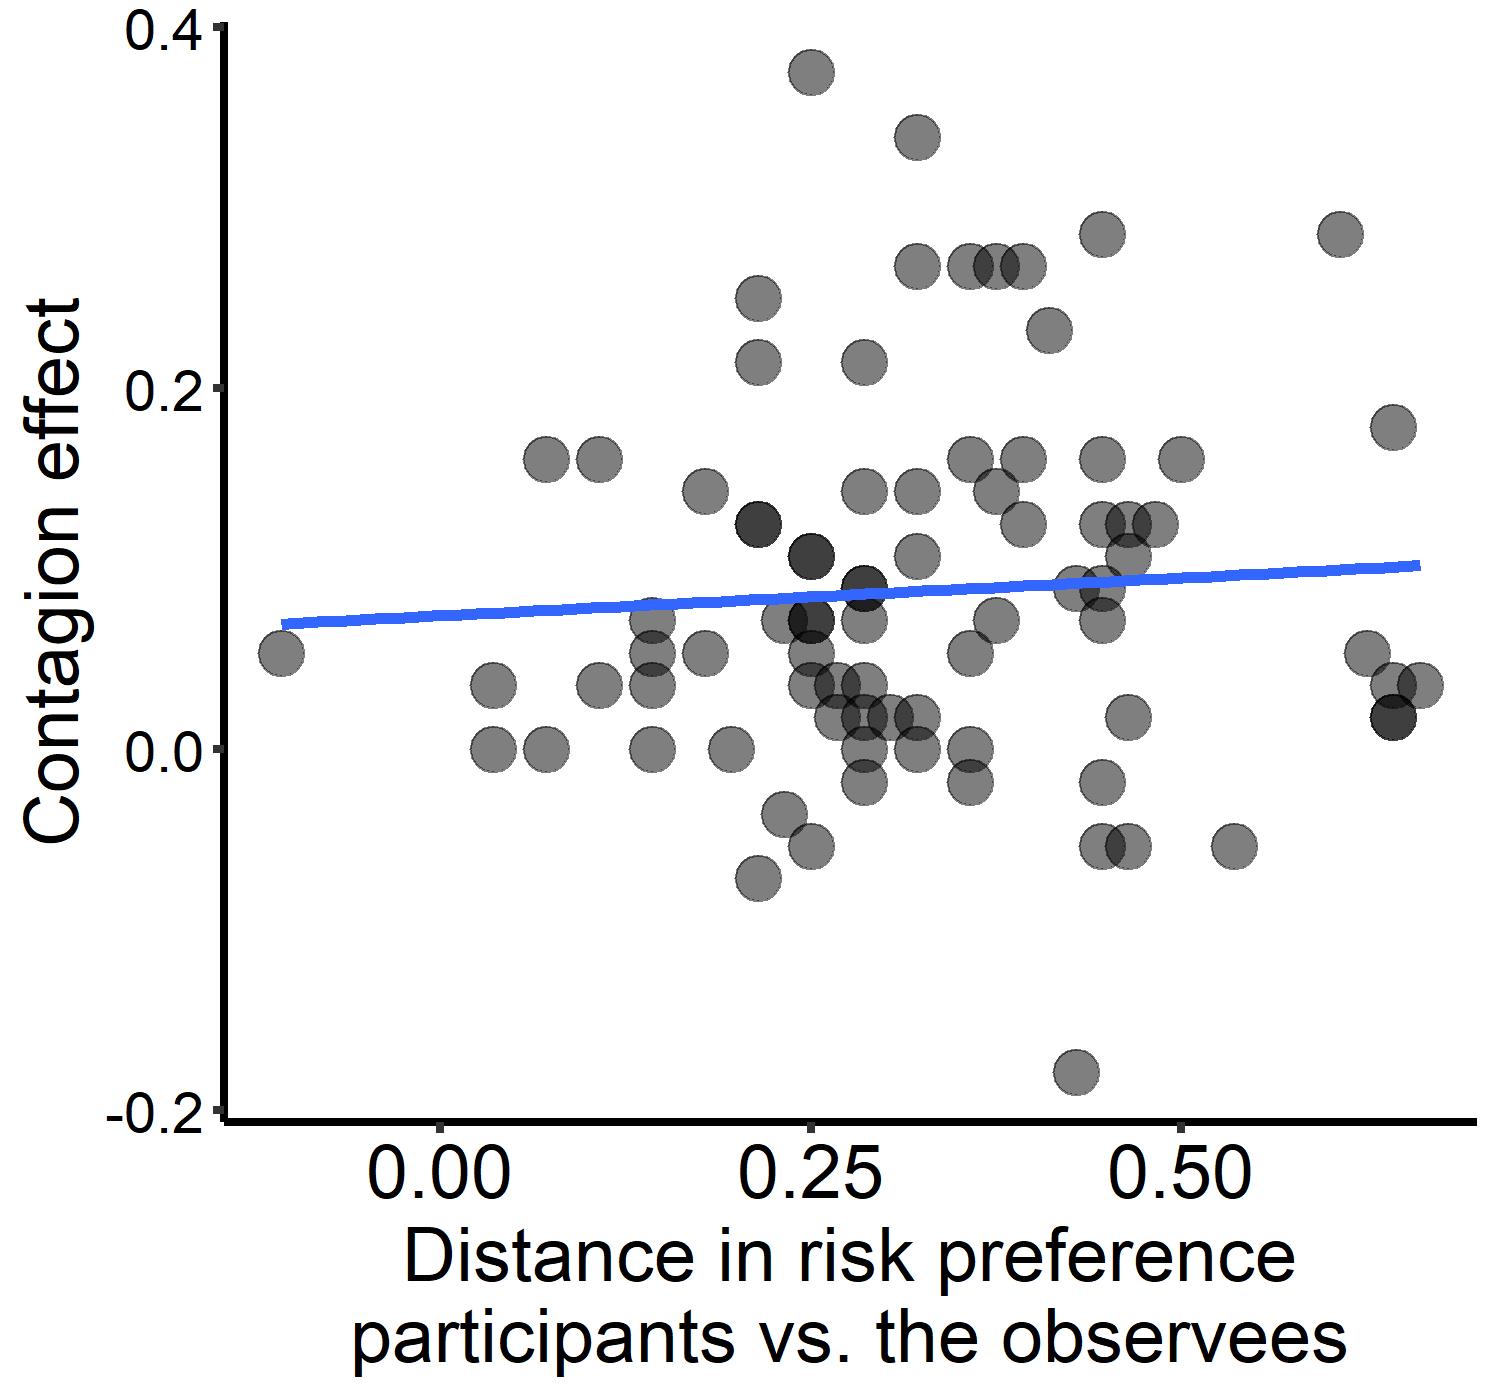 0.4
0.2
0.0
-0.2
Contagion effect
0.00 0.25 0.50
Distance in risk preference
participants vs. the observees